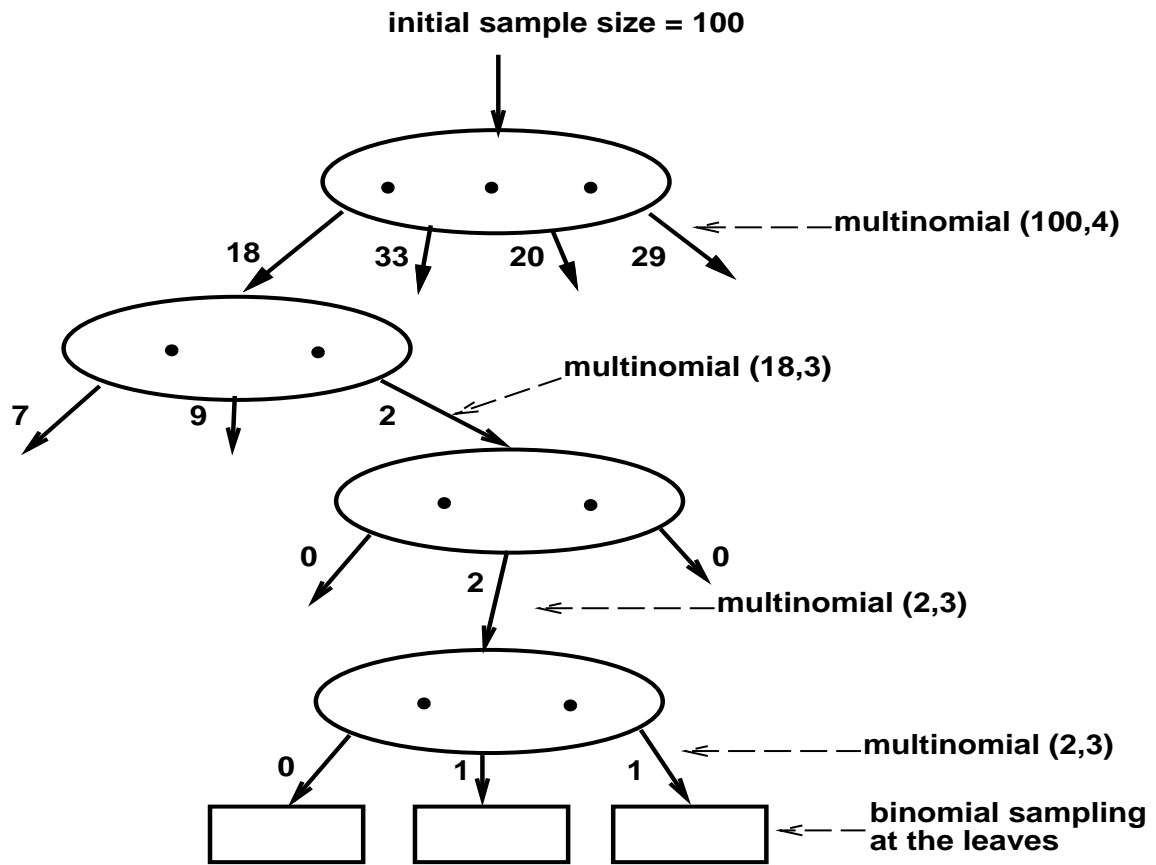 initial sample size = 100
multinomial (100,4)
18
33
20
29
multinomial (18,3)
7
9
2
0
2
0
multinomial (2,3)
multinomial (2,3)
0
1
1
binomial sampling
at the leaves